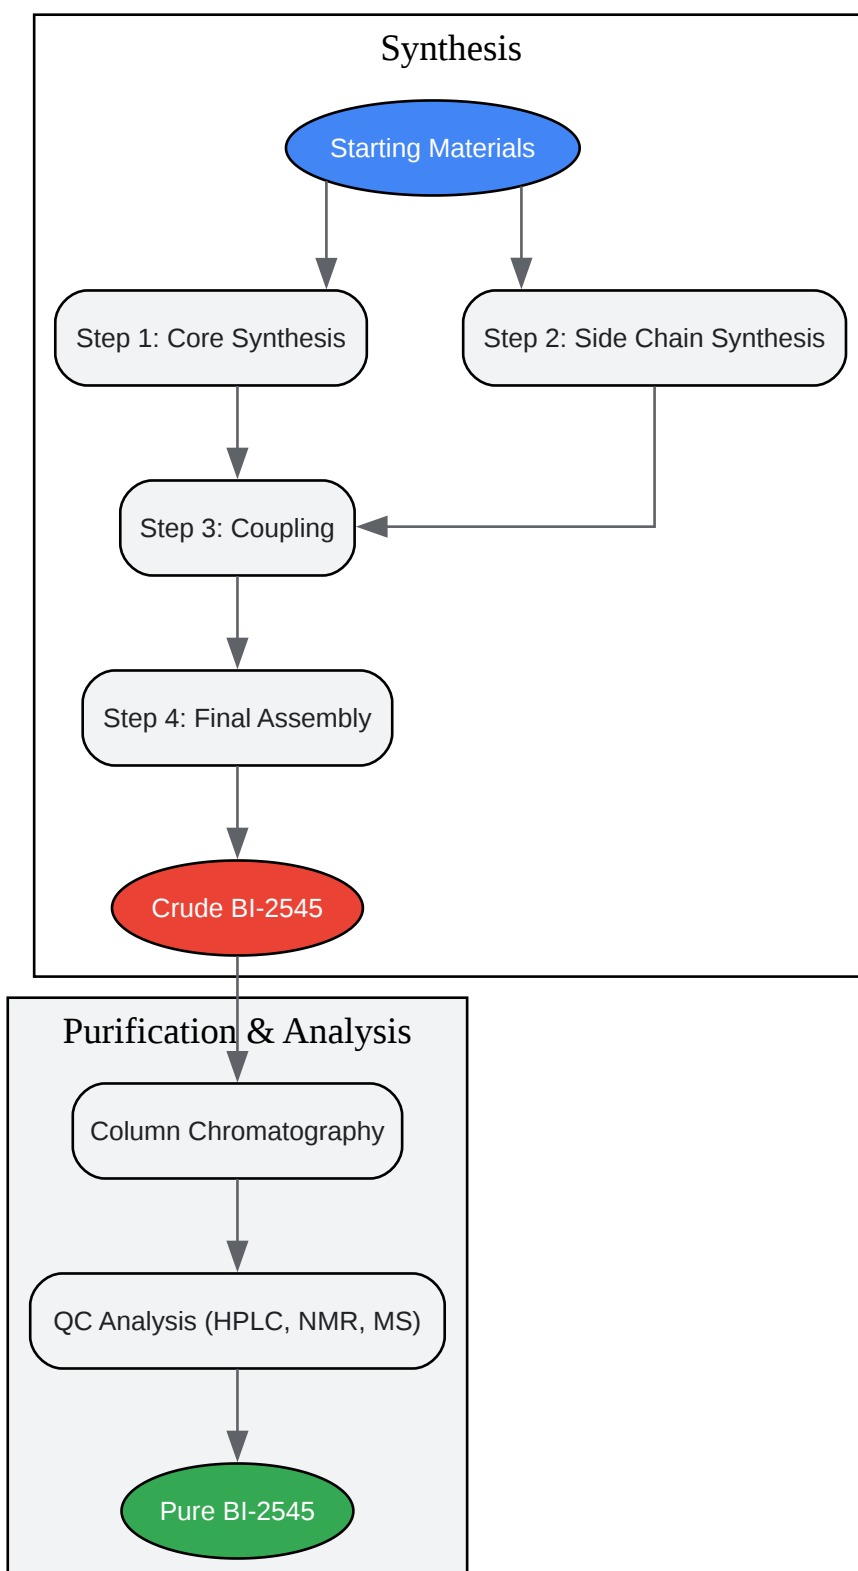 Synthesis
Starting Materials
Step 1: Core Synthesis
Step 2: Side Chain Synthesis
Step 3: Coupling
Step 4: Final Assembly
Crude BI-2545
Purification & Analysis
Column Chromatography
QC Analysis (HPLC, NMR, MS)
Pure BI-2545